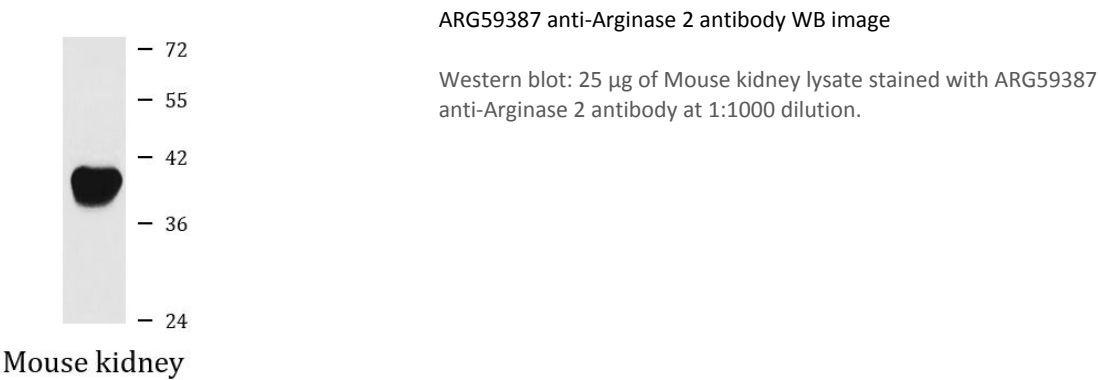 ARG59387 anti-Arginase 2 antibody WB image
Western blot: 25 µg of Mouse kidney lysate stained with ARG59387
anti-Arginase 2 antibody at 1:1000 dilution.
72
55
42
36
24
Mouse kidney